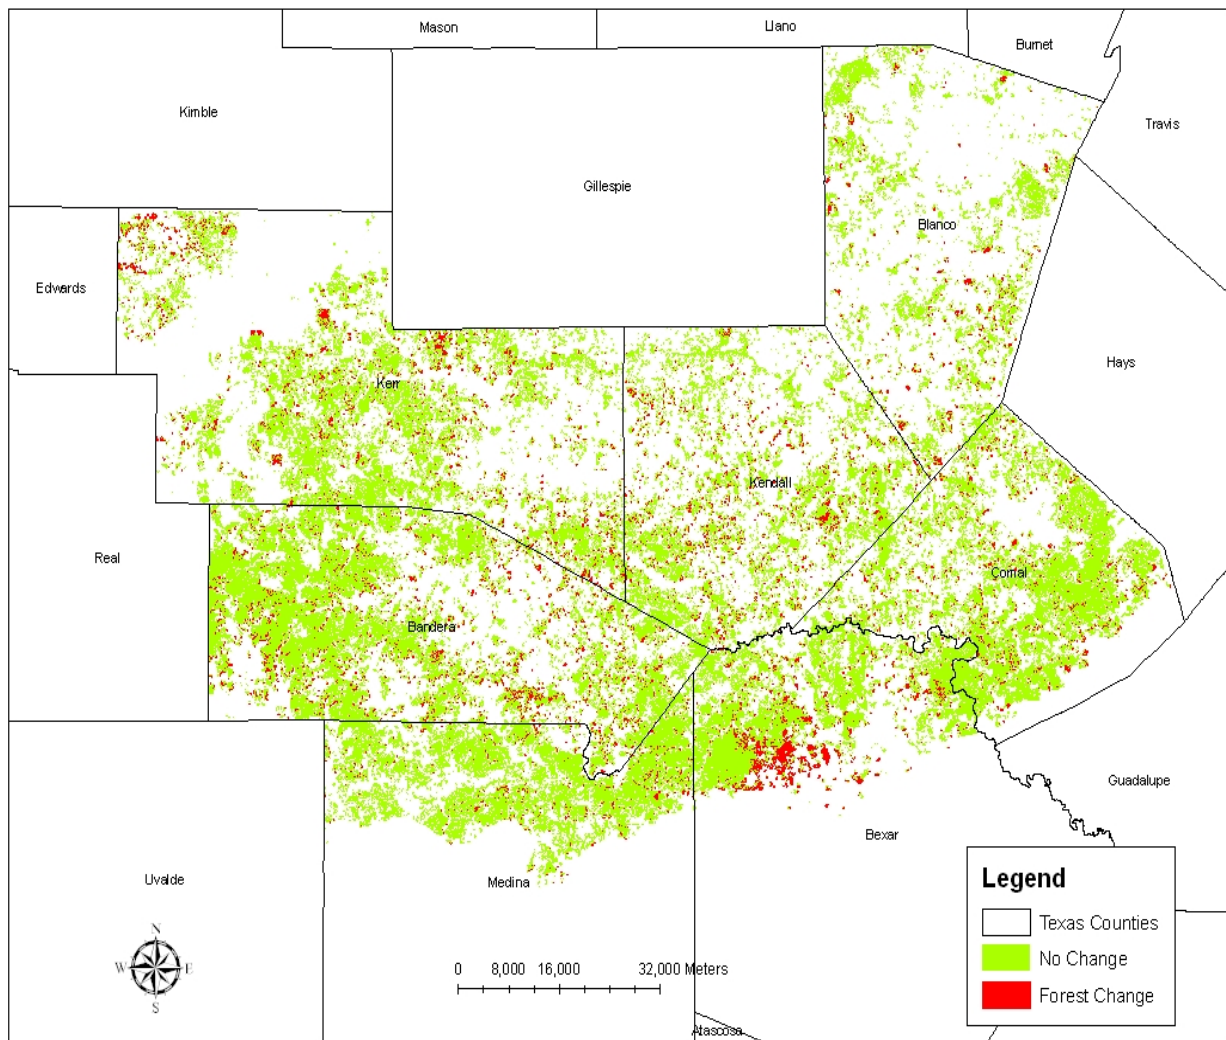 Mason
Llano
Burnet
Kimble
Travis
Gillespie
Blanco
Edwards
Hays
Kerr
Kendall
Real
Comal
Bandera
Guadalupe
Bexar
Uvalde
Medina
Legend
Texas Counties
No Change
Forest Change
N
W E
S
0 8,000 16,000 32,000 Meters
Atascosa